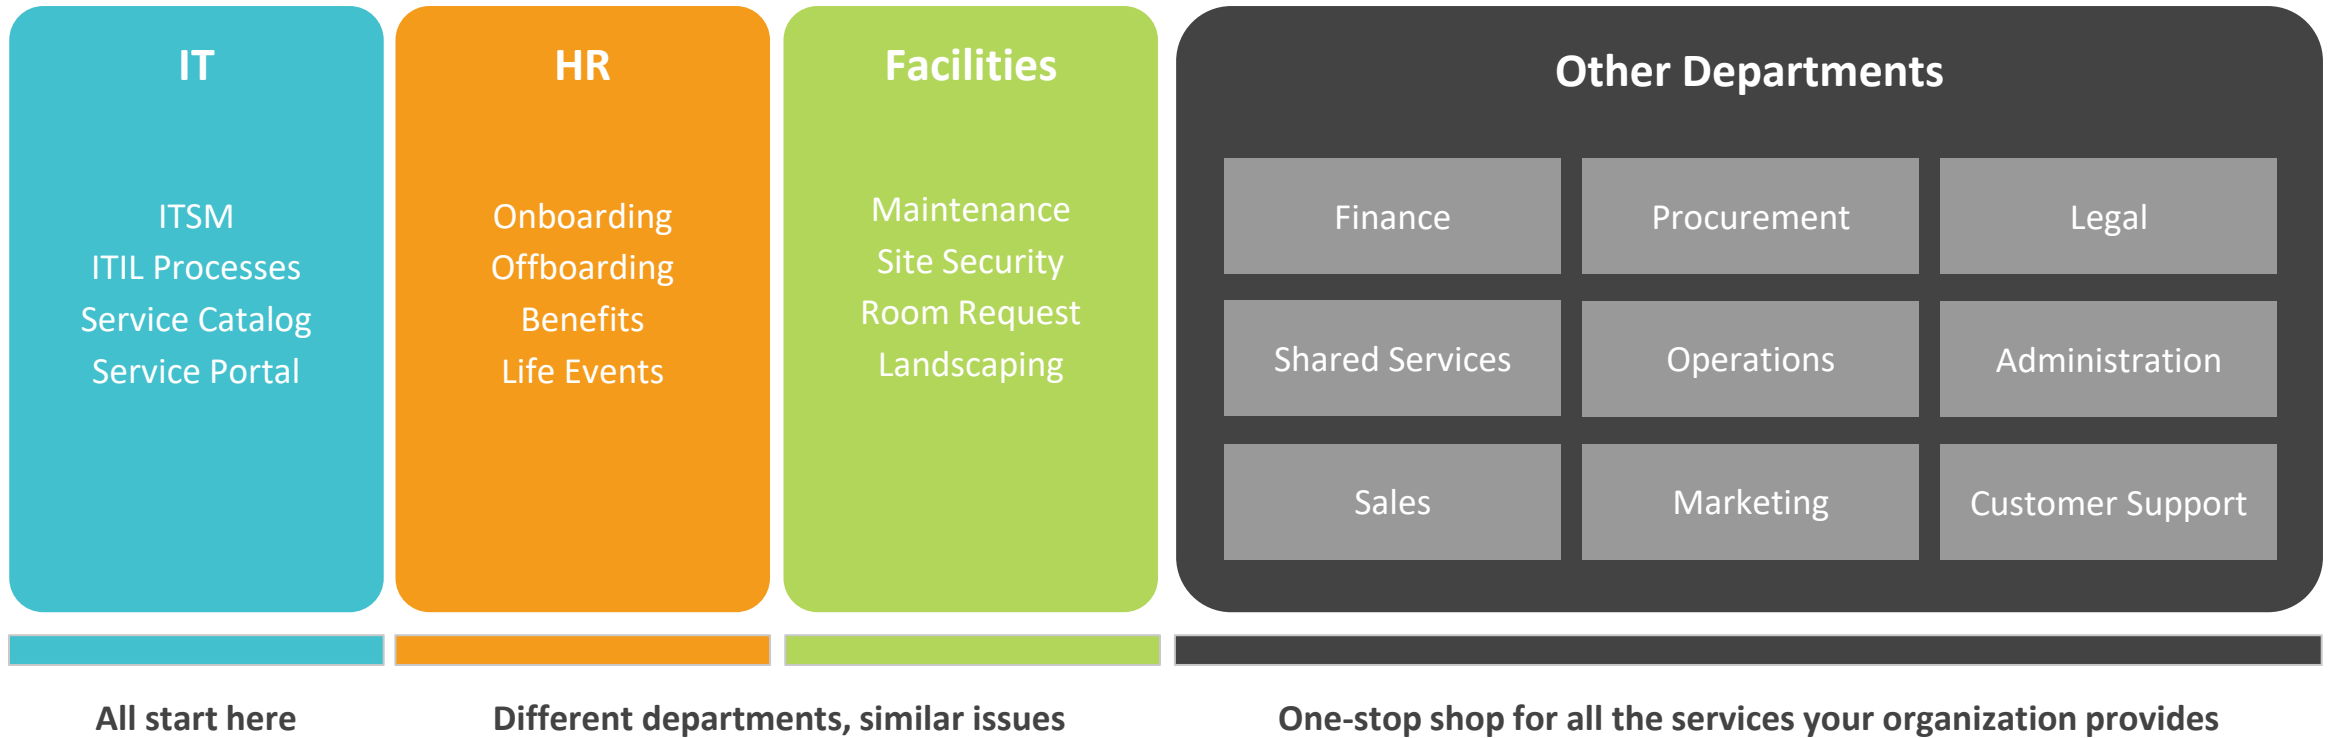 IT
ITSM
ITIL Processes
Service Catalog
Service Portal
HR
Onboarding
Offboarding
Benefits
Life Events
Facilities
Maintenance
Site Security
Room Request
Landscaping
Other Departments
Finance
Procurement
Legal
Shared Services
Operations
Administration
Sales
Marketing
Customer Support
All start here
Different departments, similar issues
One-stop shop for all the services your organization provides